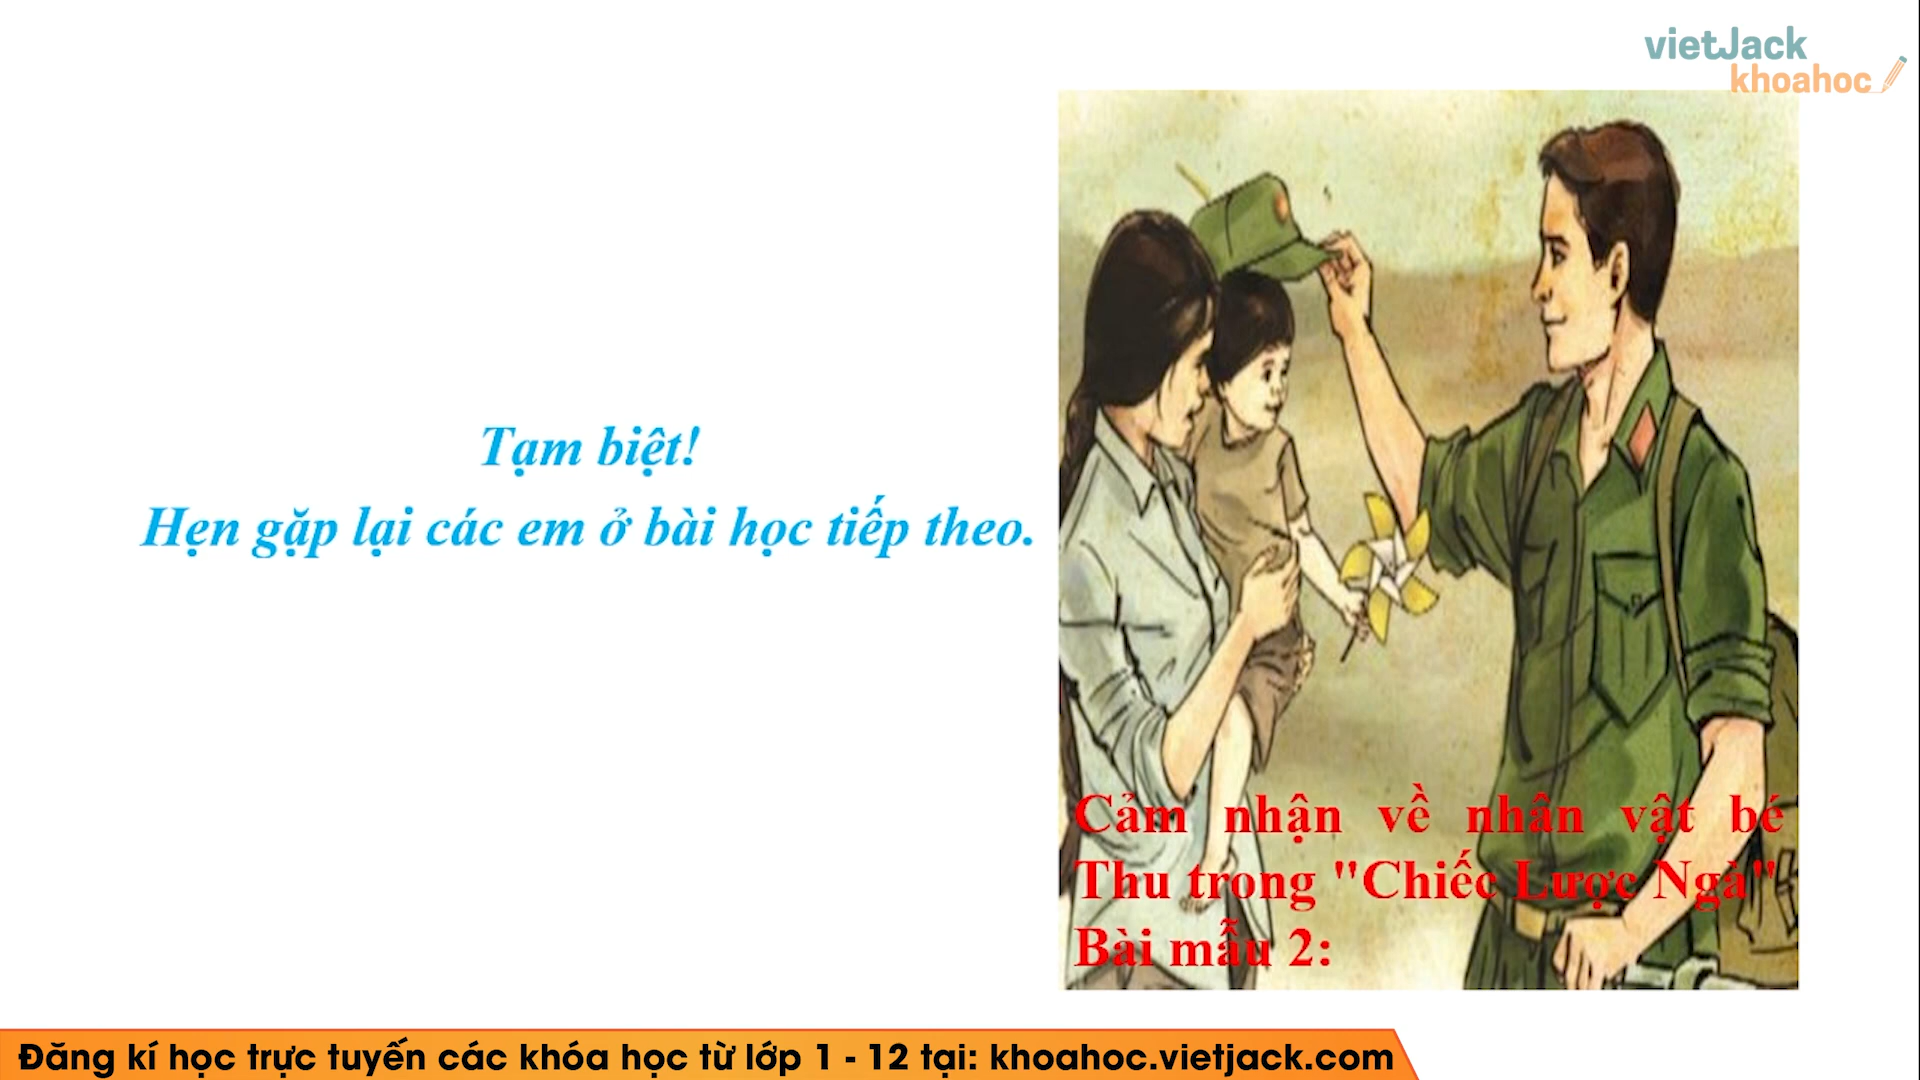 vietJack
khoahoc
Tạm biệt!
Hẹn gặp lại các em ở bài học tiếp theo.
Cảm nhận về nhân vật bé
Thu trong "Chiếc Lược Ngà"
Bài mẫu 2:
Đăng kí học trực tuyến các khóa học từ lớp 1 - 12 tại: khoahoc.vietjack.com